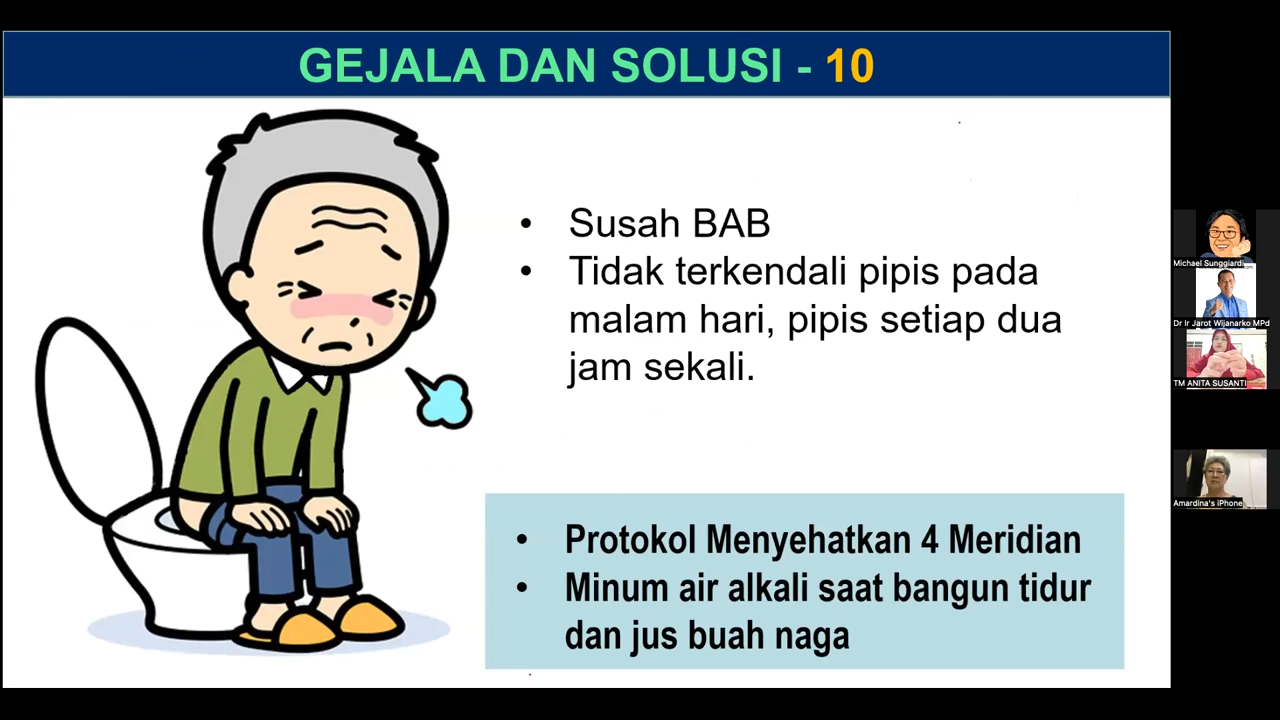 GEJALA DAN SOLUSI - 10
• Susah BAB
• Tidak terkendali pipis pada
malam hari, pipis setiap dua
jam sekali.
• Protokol Menyehatkan 4 Meridian
• Minum air alkali saat bangun tidur
dan jus buah naga
Michael Sunggiardi
Dr Ir Jarot Wijanarko MPd
TM ANITA SUSANTI
Amardina's iPhone